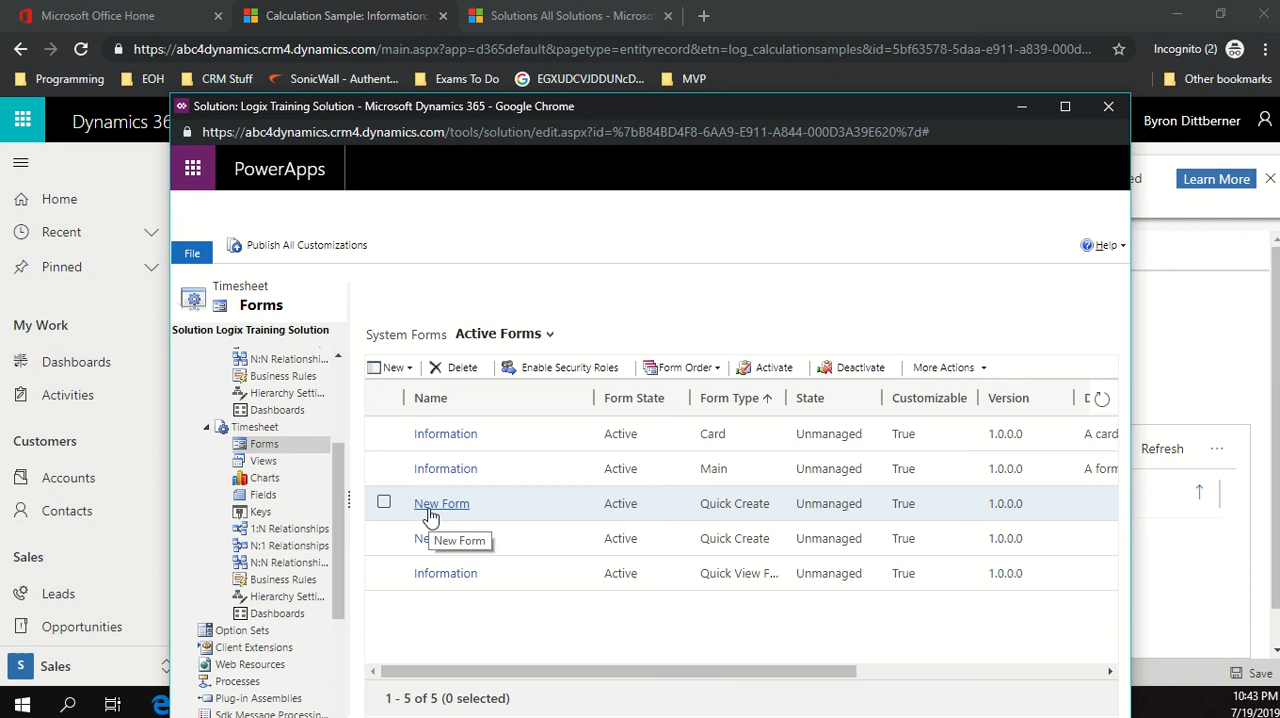 Microsoft Office Home
Calculation Sample: Information:
Solutions All Solutions - Microso
https://abc4dynamics.crm4.dynamics.com/main.aspx?app=d365default&pagetype=entityrecord&etn=log_calculationsamples&id=5bf63578-5daa-e911-a839-000d...
Incognito (2)
Programming
EOH
CRM Stuff
SonicWall - Authent...
Exams To Do
EGXUDCVJDDUNcD...
MVP
Other bookmarks
Solution: Logix Training Solution - Microsoft Dynamics 365 - Google Chrome
Dynamics 36
Byron Dittberner
https://abc4dynamics.crm4.dynamics.com/tools/solution/edit.aspx?id=%7bB84BD4F8-6AA9-E911-A844-000D3A39E620%7d#
PowerApps
ed
Learn More
Home
Recent
Pinned
My Work
Dashboards
Activities
Customers
Accounts
Contacts
Sales
Leads
Opportunities
S
Sales
File
Publish All Customizations
Help
Timesheet
Forms
Solution Logix Training Solution
N:N Relationshi...
Business Rules
Hierarchy Setti...
Dashboards
Timesheet
Forms
Views
Charts
Fields
Keys
1:N Relationships
N:1 Relationships
N:N Relationshi...
Business Rules
Hierarchy Setti...
Dashboards
Option Sets
Client Extensions
Web Resources
Processes
Plug-in Assemblies
Sdk Message Processin...
System Forms Active Forms
New
Delete
Enable Security Roles
Form Order
Activate
Deactivate
More Actions
Name Form State Form Type State Customizable Version D
Information Active Card Unmanaged True 1.0.0.0 A card
Information Active Main Unmanaged True 1.0.0.0 A form
New Form Active Quick Create Unmanaged True 1.0.0.0
Ne Active Quick Create Unmanaged True 1.0.0.0
New Form
Information Active Quick View F... Unmanaged True 1.0.0.0
1 - 5 of 5 (0 selected)
Refresh
Save
10:43 PM
7/19/2019